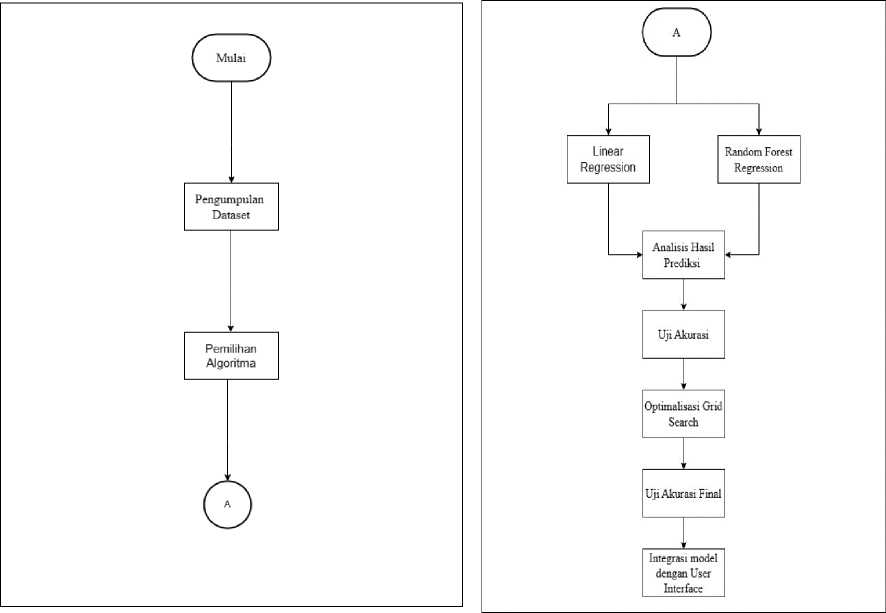 Mulai
Pengumpulan
Dataset
Pemilihan
Algoritma
A
A
Linear
Regression
Random Forest
Regression
Analisis Hasil
Prediksi
Uji Akurasi
Optimalisasi Grid
Search
Uji Akurasi Final
Integrasi model
dengan User
Interface